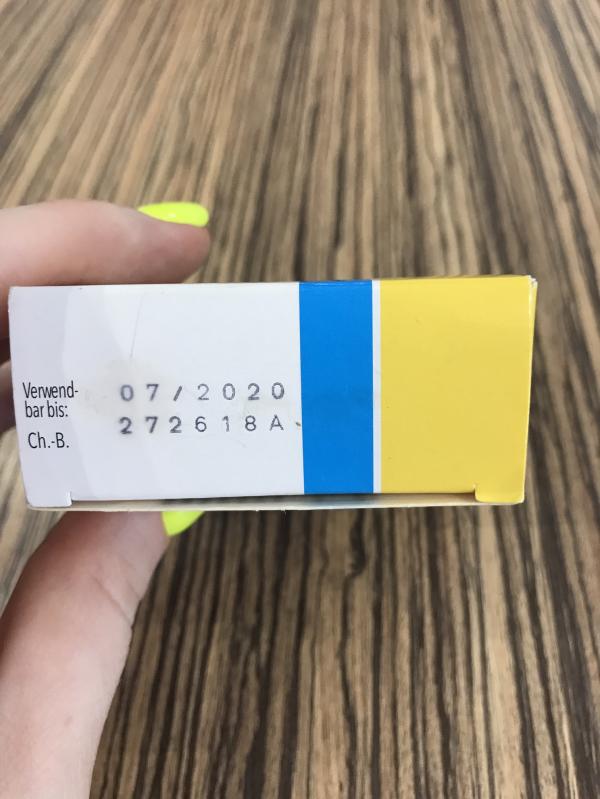 Verwend-
bar bis: 07/2020
Ch.-B. 272618A